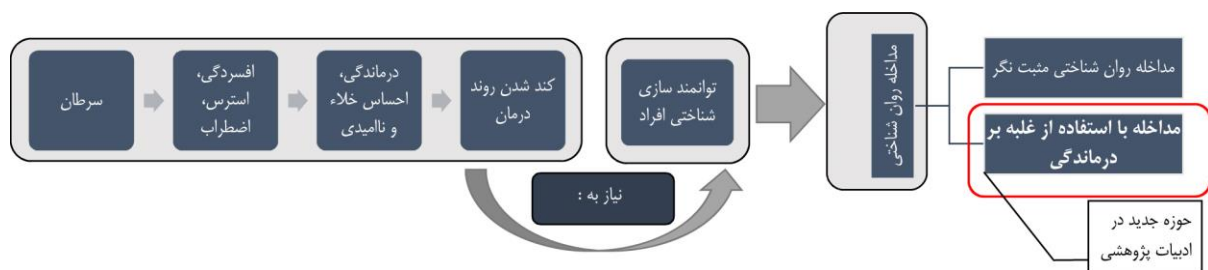 سرطان
افسردگی،
استرس،
اضطراب
درماندگی،
احساس خلاء
و ناامیدی
کند شدن روند
درمان
نیاز به :
توانمند سازی
شناختی افراد
مداخله روان شناختی
مداخله روان شناختی مثبت نگر
مداخله با استفاده از غلبه بر
درماندگی
حوزه جدید در
ادبیات پژوهشی